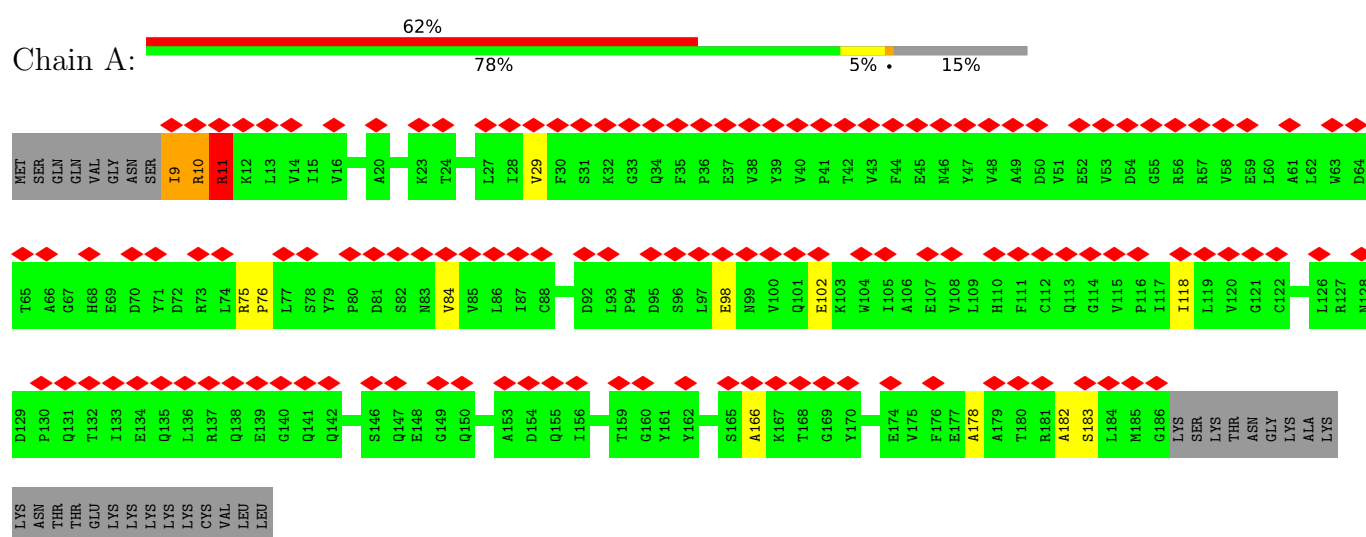 62%
Chain A:
78% 5% • 15%
MET SER GLN GLN VAL GLY ASN SER I9 R10 R11 K12 L13 V14 I15 V16 A20 K23 T24 L27 I28 V29 F30 S31 K32 G33 Q34 F35 P36 E37 V38 Y39 V40 P41 T42 V43 F44 E45 N46 Y47 V48 A49 D50 V51 E52 V53 D54 G55 R56 R57 V58 E59 L60 A61 L62 W63 D64
T65 A66 G67 H68 E69 D70 Y71 D72 R73 L74 R75 P76 L77 S78 Y79 P80 D81 S82 N83 V84 V85 L86 I87 C88 D92 L93 P94 D95 S96 L97 E98 N99 V100 Q101 E102 K103 W104 I105 A106 E107 V108 L109 H110 F111 C112 Q113 G114 V115 P116 I117 I118 L119 V120 G121 C122 L126 R127 N128
D129 P130 Q131 T132 I133 E134 Q135 L136 R137 Q138 E139 G140 Q141 Q142 S146 Q147 E148 G149 Q150 A153 D154 Q155 I156 T159 G160 Y161 Y162 S165 A166 K167 T168 G169 Y170 E174 V175 F176 E177 A178 A179 T180 R181 A182 S183 L184 M185 G186 LYS SER LYS THR ASN GLY LYS ALA LYS
LYS ASN THR THR GLU LYS LYS LYS LYS LYS CYS VAL LEU LEU